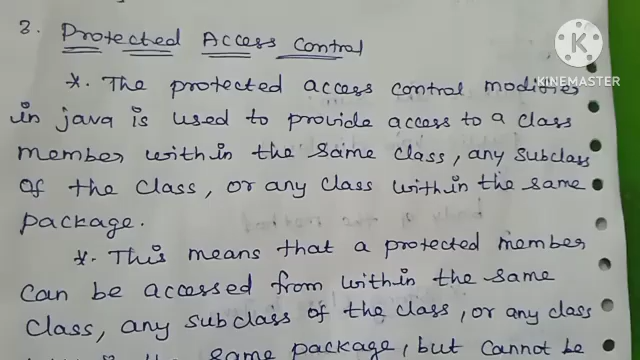 3. Protected Access Control
*. The protected access control modifier
in java is used to provide access to a class
member within the same class, any subclass
of the class, or any class within the same
package.
*. This means that a protected member
can be accessed from within the same
class, any subclass of the class, or any class
the same package, but cannot be
KINEMASTER